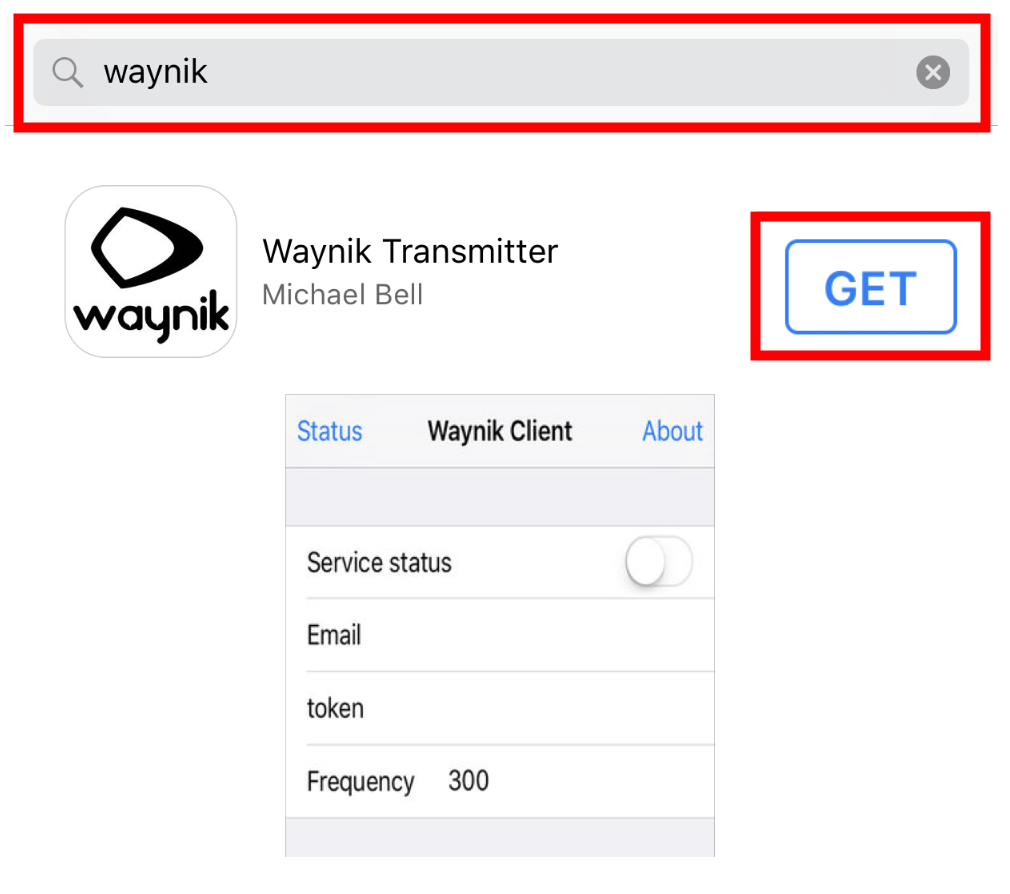 waynik
Waynik Transmitter
Michael Bell
GET
waynik
Status Waynik Client About
Service status
Email
token
Frequency 300